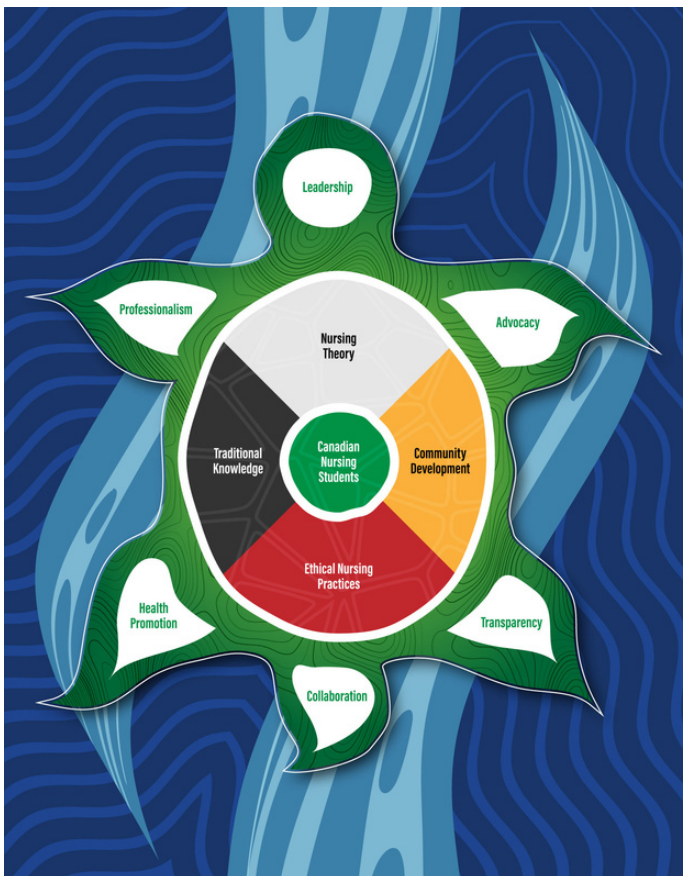 Leadership
Professionalism
Advocacy
Nursing
Theory
Traditional
Knowledge
Canadian
Nursing
Students
Community
Development
Ethical Nursing
Practices
Health
Promotion
Transparency
Collaboration